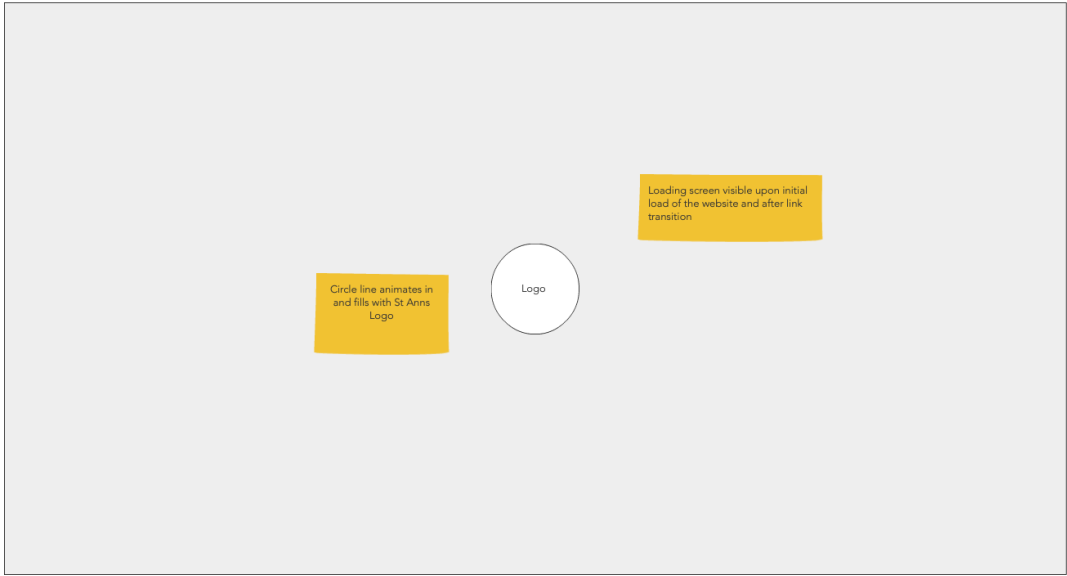 Loading screen visible upon initial
load of the website and after link
transition
Circle line animates in
and fills with St Anns
Logo
Logo